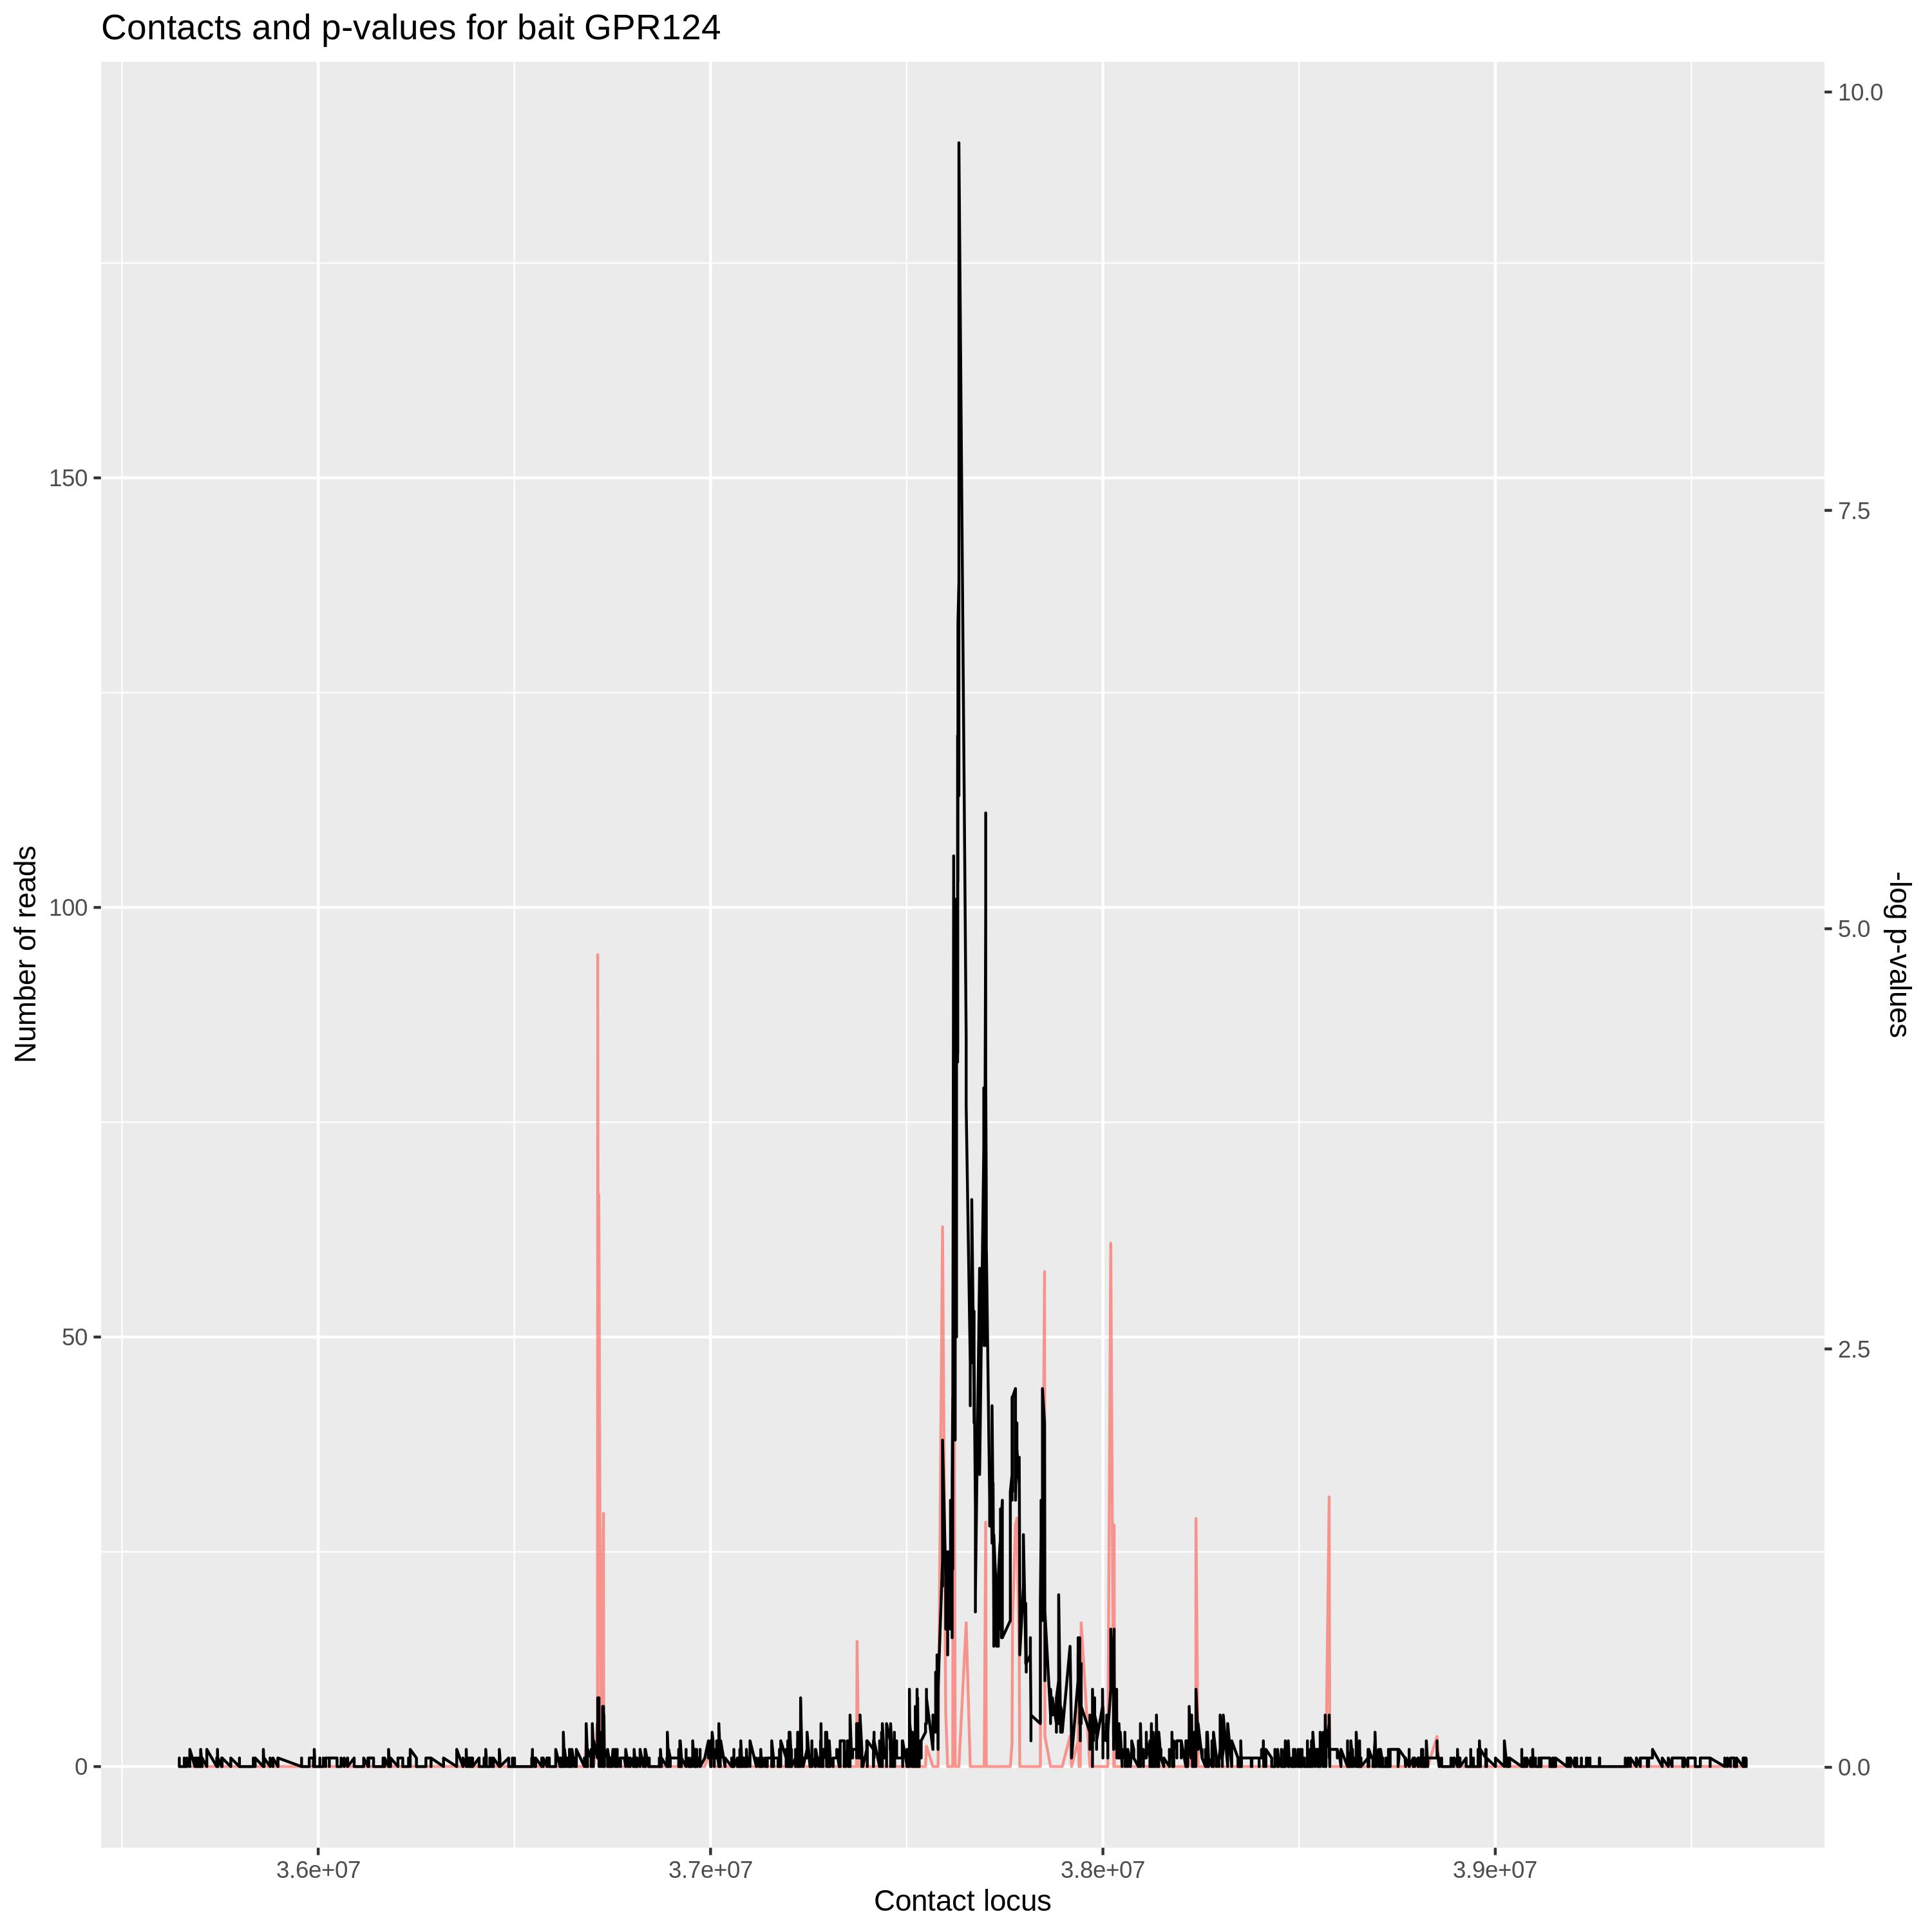 Contacts and p-values for bait GPR124
Number of reads
150
100
50
0
10.0
7.5
5.0
2.5
0.0
-log p-values
3.6e+07 3.7e+07 3.8e+07 3.9e+07
Contact locus